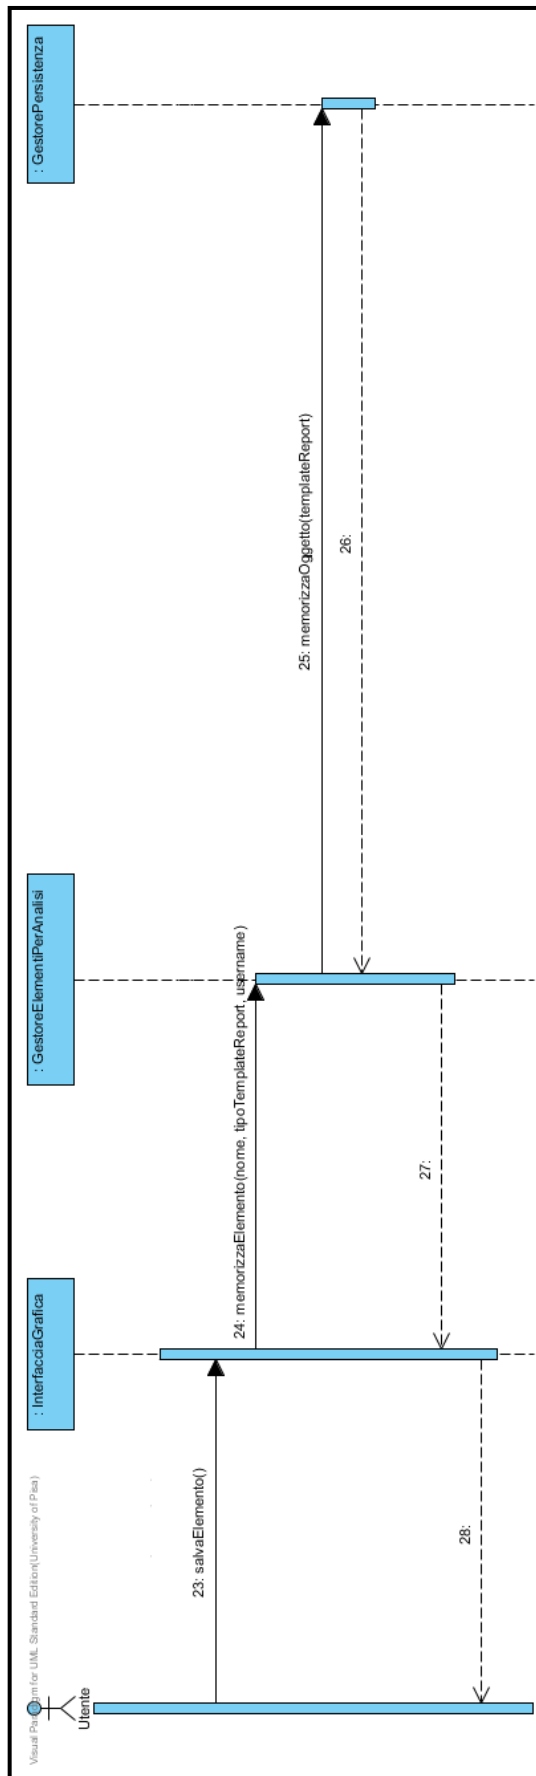 Visual Paradigm for UML Standard Edition(University of Pisa)
Utente
: InterfacciaGrafica
: GestoreElementiPerAnalisi
: GestorePersistenza
23: salvaElemento()
24: memorizzaElemento(nome, tipoTemplateReport, username)
25: memorizzaOggetto(templateReport)
26:
27:
28: